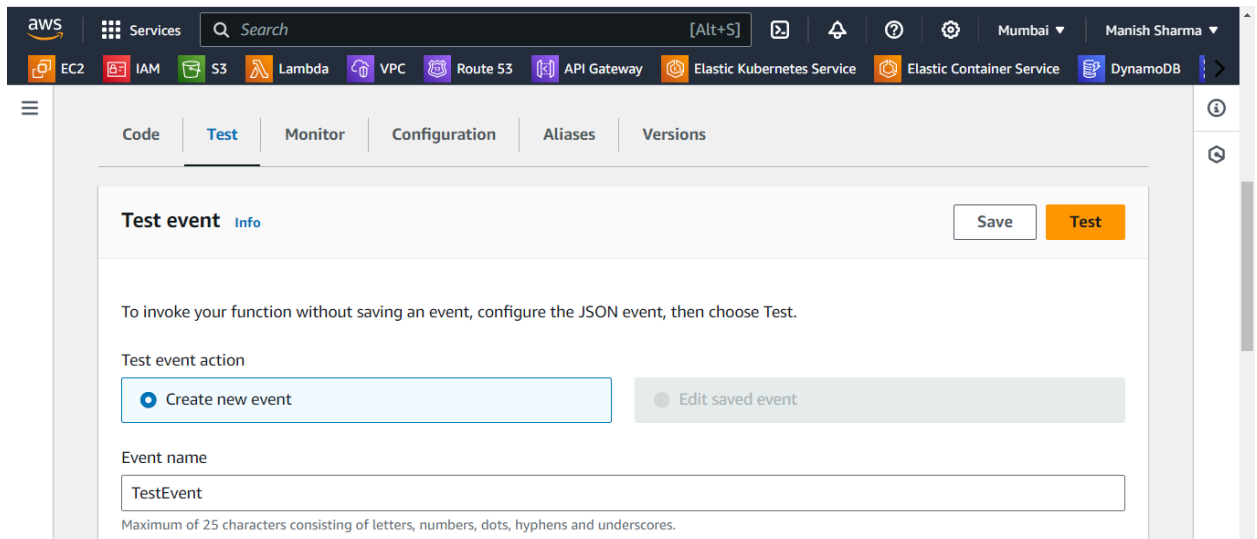 aws Services Search [Alt+S] Mumbai ▼ Manish Sharma ▼
EC2 IAM S3 Lambda VPC Route 53 API Gateway Elastic Kubernetes Service Elastic Container Service DynamoDB
Code Test Monitor Configuration Aliases Versions
Test event Info Save Test
To invoke your function without saving an event, configure the JSON event, then choose Test.
Test event action
Create new event Edit saved event
Event name
TestEvent
Maximum of 25 characters consisting of letters, numbers, dots, hyphens and underscores.